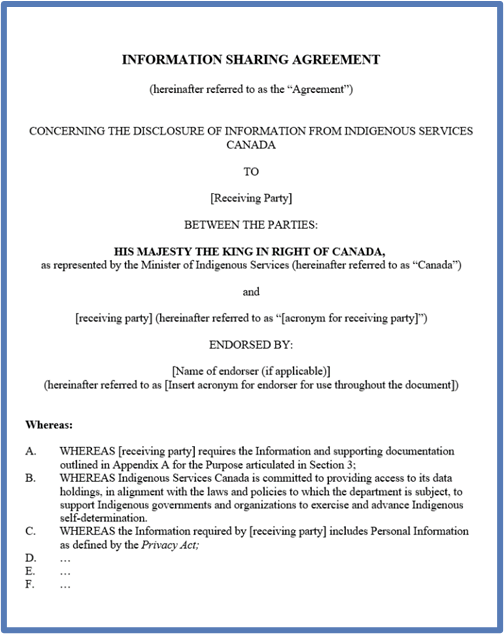 INFORMATION SHARING AGREEMENT
(hereinafter referred to as the “Agreement”)
CONCERNING THE DISCLOSURE OF INFORMATION FROM INDIGENOUS SERVICES
CANADA
TO
[Receiving Party]
BETWEEN THE PARTIES:
HIS MAJESTY THE KING IN RIGHT OF CANADA,
as represented by the Minister of Indigenous Services (hereinafter referred to as “Canada”)
and
[receiving party] (hereinafter referred to as “[acronym for receiving party]”)
ENDORSED BY:
[Name of endorser (if applicable)]
(hereinafter referred to as [Insert acronym for endorser for use throughout the document])
Whereas:
A. WHEREAS [receiving party] requires the Information and supporting documentation
outlined in Appendix A for the Purpose articulated in Section 3;
B. WHEREAS Indigenous Services Canada is committed to providing access to its data
holdings, in alignment with the laws and policies to which the department is subject, to
support Indigenous governments and organizations to exercise and advance Indigenous
self-determination.
C. WHEREAS the Information required by [receiving party] includes Personal Information
as defined by the Privacy Act;
D. …
E. …
F. …